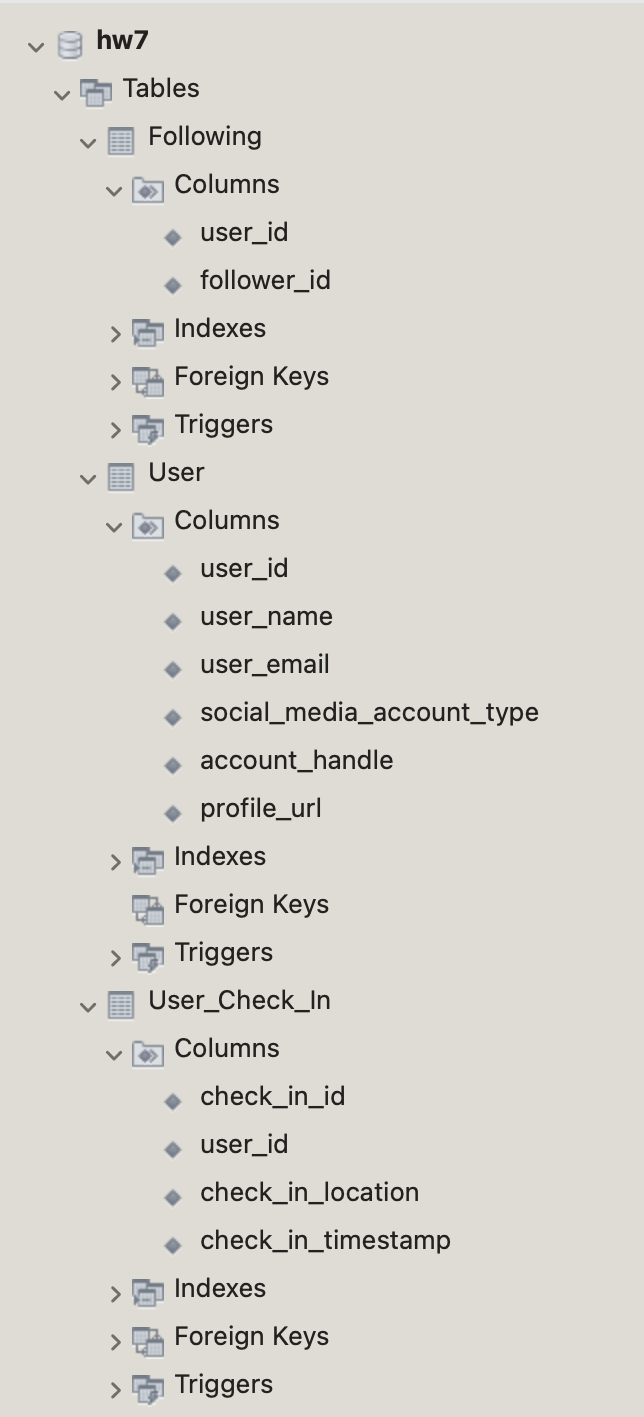 hw7
Tables
Following
Columns
user_id
follower_id
Indexes
Foreign Keys
Triggers
User
Columns
user_id
user_name
user_email
social_media_account_type
account_handle
profile_url
Indexes
Foreign Keys
Triggers
User_Check_In
Columns
check_in_id
user_id
check_in_location
check_in_timestamp
Indexes
Foreign Keys
Triggers